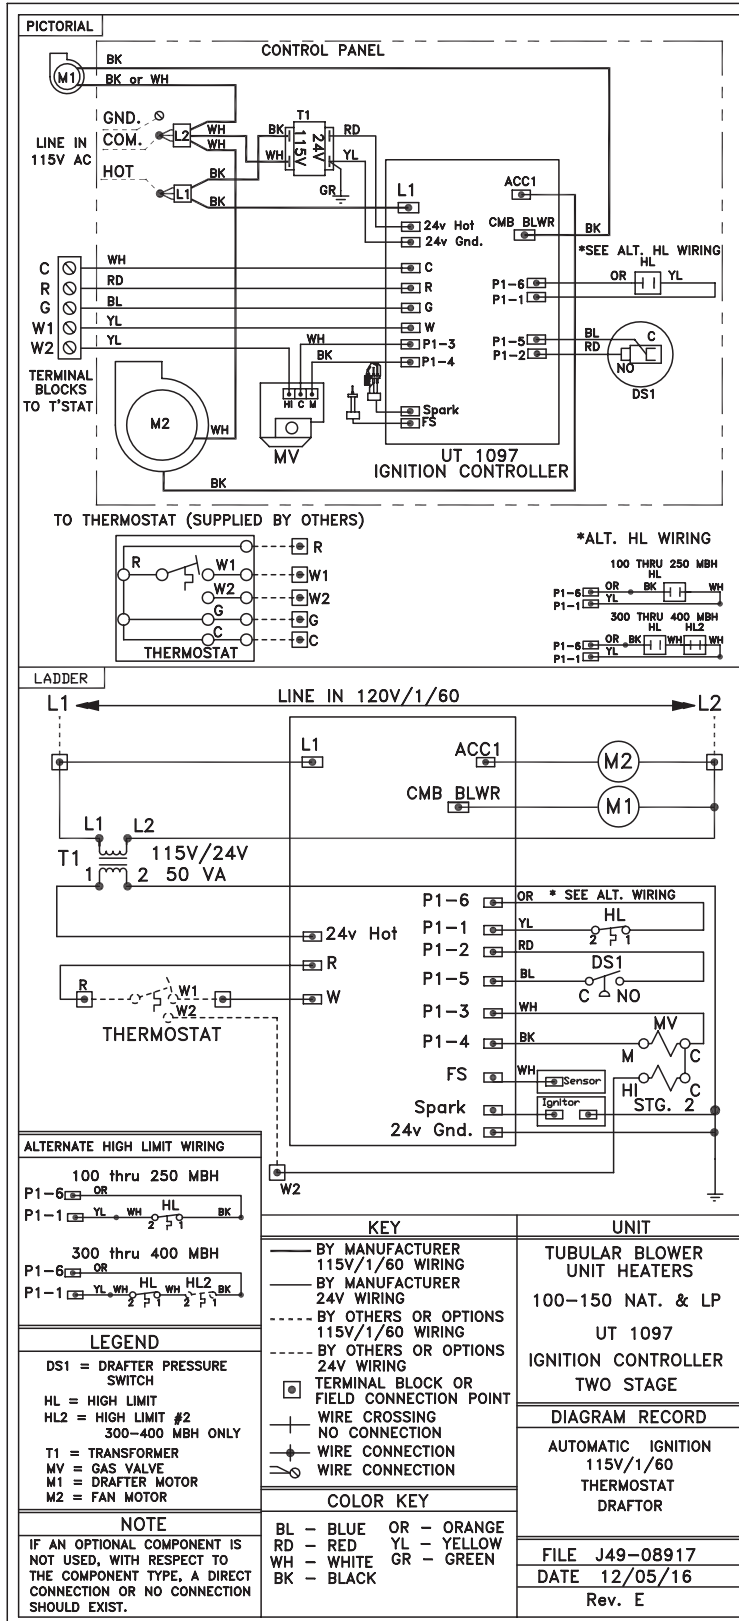 PICTORIAL
CONTROL PANEL
BK
M1
BK or WH
GND.
COM.
L2
WH
WH
LINE IN
115V AC
HOT
L1
BK
BK
T1
BK
115V
24V
RD
WH
YL
GR
L1
24v Hot
24v Gnd.
ACC1
CMB BLWR
BK
*SEE ALT. HL WIRING
HL
OR
YL
P1-6
P1-1
C
WH
C
R
RD
R
G
BL
G
W1
YL
W
W2
YL
WH
P1-3
BK
P1-4
P1-5
BL
C
P1-2
RD
NO
DS1
TERMINAL
BLOCKS
TO T'STAT
M2
WH
HI C M
MV
Spark
FS
UT 1097
IGNITION CONTROLLER
BK
TO THERMOSTAT (SUPPLIED BY OTHERS)
R
R
W1
W1
W2
W2
G
G
C
C
THERMOSTAT
*ALT. HL WIRING
100 THRU 250 MBH
HL
P1-6
OR
BK
WH
P1-1
YL
300 THRU 400 MBH
HL
HL2
P1-6
OR
BK
WH
WH
P1-1
YL
LADDER
L1
LINE IN 120V/1/60
L2
L1
ACC1
M2
CMB BLWR
M1
L1 L2
T1
115V/24V
1 2
50 VA
P1-6
OR
* SEE ALT. WIRING
P1-1
YL
HL
2 1
24v Hot
P1-2
RD
R
DS1
P1-5
BL
C NO
R
W1
W
W2
THERMOSTAT
P1-3
WH
MV
P1-4
BK
M C
FS
WH
Sensor
HI C
STG. 2
Spark
Ignitor
24v Gnd.
W2
ALTERNATE HIGH LIMIT WIRING
100 thru 250 MBH
P1-6
OR
P1-1
YL
WH
HL
2 1
BK
300 thru 400 MBH
P1-6
OR
P1-1
YL
WH
HL
2 1
WH
HL2
2 1
BK
LEGEND
DS1 = DRAFTER PRESSURE
SWITCH
HL = HIGH LIMIT
HL2 = HIGH LIMIT #2
300-400 MBH ONLY
T1 = TRANSFORMER
MV = GAS VALVE
M1 = DRAFTER MOTOR
M2 = FAN MOTOR
NOTE
IF AN OPTIONAL COMPONENT IS
NOT USED, WITH RESPECT TO
THE COMPONENT TYPE, A DIRECT
CONNECTION OR NO CONNECTION
SHOULD EXIST.
KEY
BY MANUFACTURER
115V/1/60 WIRING
BY MANUFACTURER
24V WIRING
BY OTHERS OR OPTIONS
115V/1/60 WIRING
BY OTHERS OR OPTIONS
24V WIRING
TERMINAL BLOCK OR
FIELD CONNECTION POINT
WIRE CROSSING
NO CONNECTION
WIRE CONNECTION
WIRE CONNECTION
COLOR KEY
BL - BLUE OR - ORANGE
RD - RED YL - YELLOW
WH - WHITE GR - GREEN
BK - BLACK
UNIT
TUBULAR BLOWER
UNIT HEATERS
100-150 NAT. & LP
UT 1097
IGNITION CONTROLLER
TWO STAGE
DIAGRAM RECORD
AUTOMATIC IGNITION
115V/1/60
THERMOSTAT
DRAFTOR
FILE J49-08917
DATE 12/05/16
Rev. E